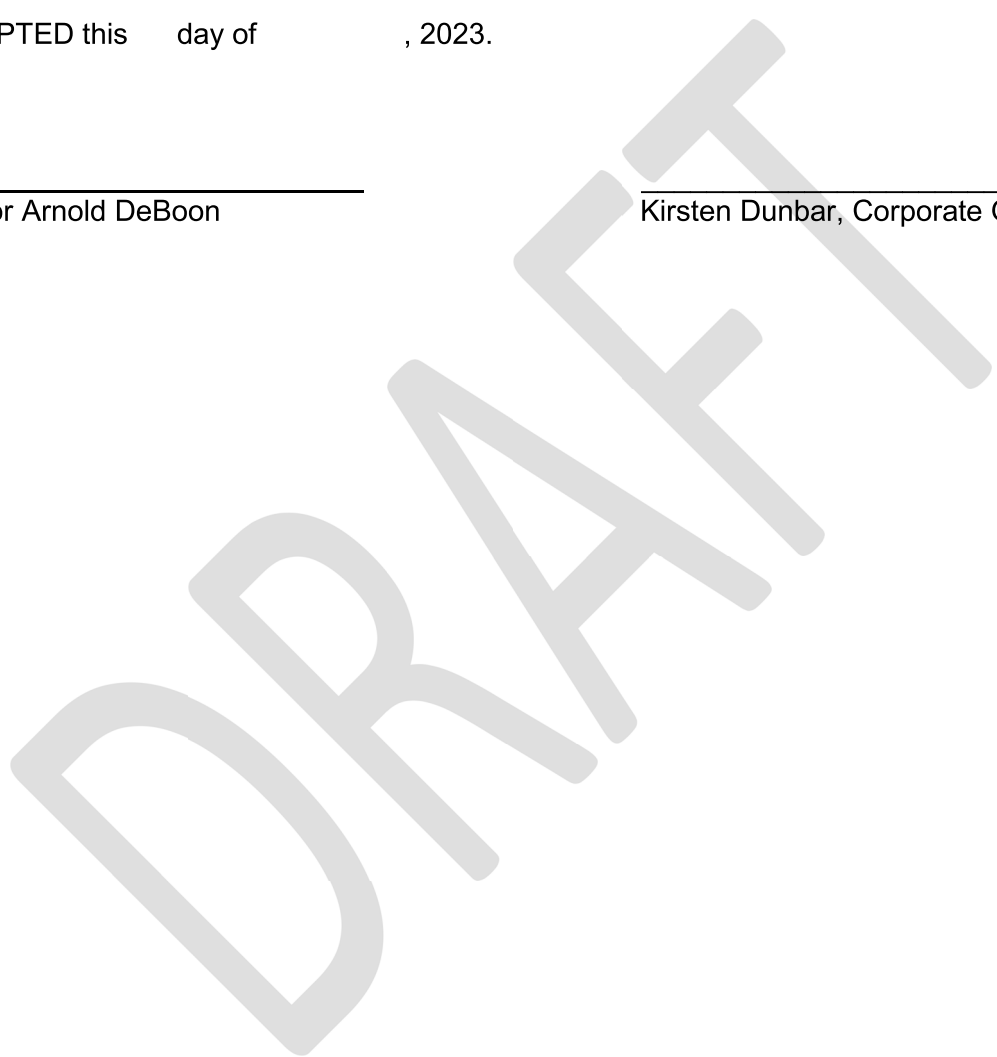 PTED this day of , 2023.
or Arnold DeBoon
Kirsten Dunbar, Corporate
DRAFT